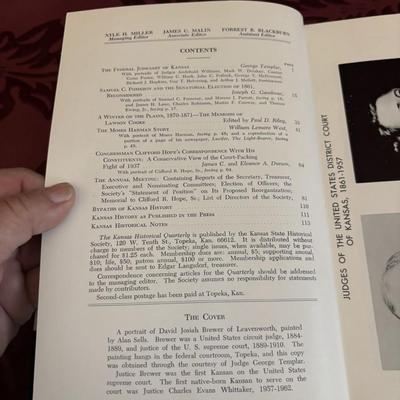 NYLE H. MILLER JAMES C. MALIN FORREST R. BLACKBURN
Managing Editor Associate Editor Assistant Editor
CONTENTS
PAGE
THE FEDERAL JUDICIARY OF KANSAS George Templar, 1
With portraits of Judges Archibald Williams, Mark W. Delahay, Cassius
G. Foster, William C. Hook, John C. Pollock, George T. McDermott,
Richard J. Hopkins, Guy T. Helvering, and Arthur J. Mellott,
SAMUEL C. POMEROY AND THE SENATORIAL ELECTION OF 1861,
RECONSIDERED Joseph G. Gambone, 15
With portraits of Samuel C. Pomeroy, and Marcus J. Parrott, facing p. 16,
and James H. Lane, Charles Robinson, Martin F. Conway, and
Thomas Ewing, Jr., facing p. 17.
A WINTER ON THE PLAINS, 1870-1871—THE MEMOIRS OF
LAWSON COOKE Edited by Paul D. Riley, 33
THE MOSES HARMAN STORY William Lemore West, 41
With portrait of Moses Harman, facing p. 48, and a reproduction of a
portion of a page of his newspaper, Lucifer, The Light-Bearer, facing
p. 49.
CONGRESSMAN CLIFFORD HOPE'S CORRESPONDENCE WITH HIS
CONSTITUENTS: A CONSERVATIVE VIEW OF THE COURT-PACKING
FIGHT OF 1937 James C. and Eleanor A. Duram, 64
With portrait of Clifford R. Hope, Sr., facing p. 64.
THE ANNUAL MEETING: Containing Reports of the Secretary, Treasurer,
Executive and Nominating Committees; Election of Officers; the
Society's "Statement of Position" on Its Proposed Reorganization;
Memorial to Clifford R. Hope, Sr.; List of Directors of the Society, 81
BYPATHS OF KANSAS HISTORY 110
KANSAS HISTORY AS PUBLISHED IN THE PRESS 111
KANSAS HISTORICAL NOTES 113
The Kansas Historical Quarterly is published by the Kansas State Historical
Society, 120 W. Tenth St., Topeka, Kan. 66612. It is distributed without
charge to members of the Society; single issues, when available, may be pur-
chased for $1.25 each. Membership dues are: annual, $5; supporting annual,
$10; life, $50, patron annual, $100 or more. Membership applications and
dues should be sent to Edgar Langsdorf, treasurer.
Correspondence concerning articles for the Quarterly should be addressed
to the managing editor. The Society assumes no responsibility for statements
made by contributors.
Second-class postage has been paid at Topeka, Kan.
THE COVER
A portrait of David Josiah Brewer of Leavenworth, painted
by Alan Sells. Brewer was a United States circuit judge, 1884-
1889, and justice of the U. S. supreme court, 1889-1910. The
painting hangs in the federal courtroom, Topeka, and this copy
was obtained through the courtesy of Judge George Templar.
Justice Brewer was the first Kansan on the United States
supreme court. The first native-born Kansan to serve on the
court was Justice Charles Evans Whittaker, 1957-1962.
JUDGES OF THE UNITED STATES DISTRICT COURT
OF KANSAS, 1861-1957